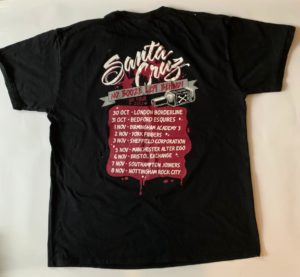 Santa
Cruz
NO BOOZE LEFT BEHIND
30 OCT - LONDON BORDERLINE
31 OCT - BEDFORD ESQUIRES
1 NOV - BIRMINGHAM ACADEMY 3
2 NOV - YORK FIBBERS
3 NOV - SHEFFIELD CORPORATION
5 NOV - MANCHESTER ALTER EGO
6 NOV - BRISTOL EXCHANGE
7 NOV - SOUTHAMPTON JOINERS
8 NOV - NOTTINGHAM ROCK CITY